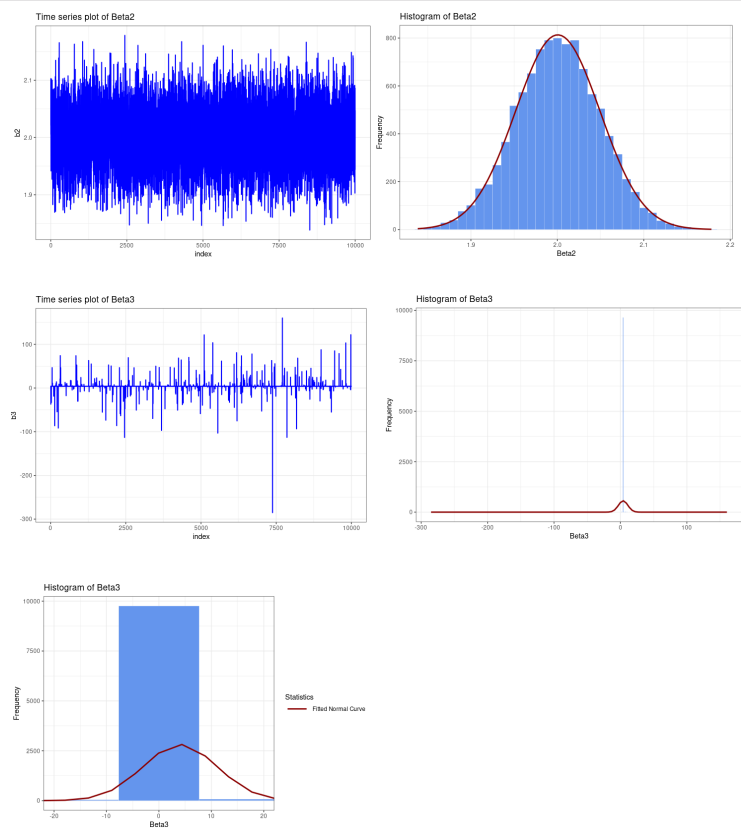 Time series plot of Beta2
b2
2.1
2.0
1.9
0 2500 5000 7500 10000
index
Histogram of Beta2
Frequency
800
600
400
200
0
1.9 2.0 2.1 2.2
Beta2
Time series plot of Beta3
b3
100
0
-100
-200
-300
0 2500 5000 7500 10000
index
Histogram of Beta3
Frequency
10000
7500
5000
2500
0
-300 -200 -100 0 100
Beta3
Histogram of Beta3
Frequency
10000
7500
5000
2500
0
-20 -10 0 10 20
Beta3
Statistics
Fitted Normal Curve